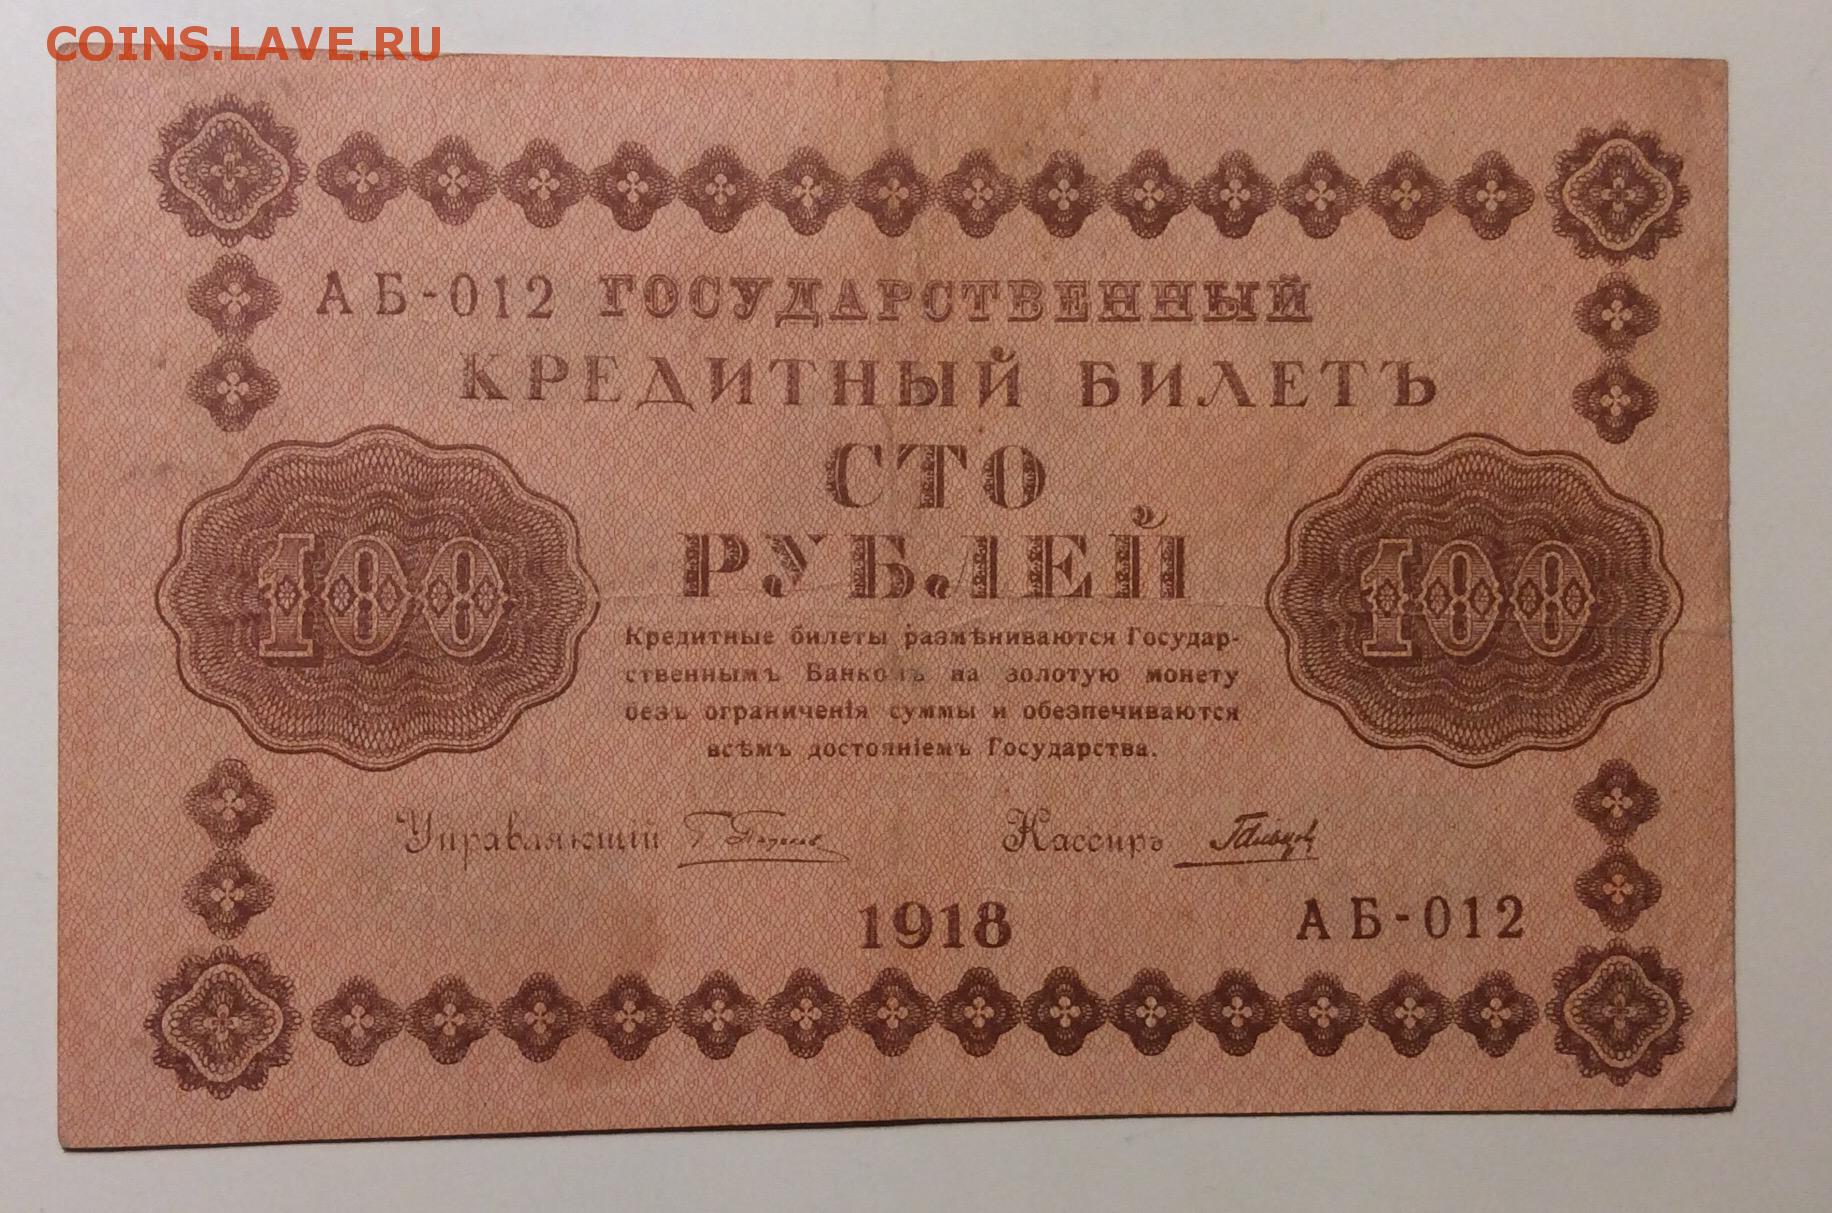 COINS.LAVE.RU
АБ-012 ГОСУДАРСТВЕННЫЙ
КРЕДИТНЫЙ БИЛЕТЪ
СТО
РУБЛЕЙ
100
100
Кредитные билеты размѣниваются Государ-
ственнымъ Банкомъ на золотую монету
безъ ограниченія суммы и обезпечиваются
всѣмъ достояніемъ Государства.
Управляющій Кассиръ
1918 АБ-012